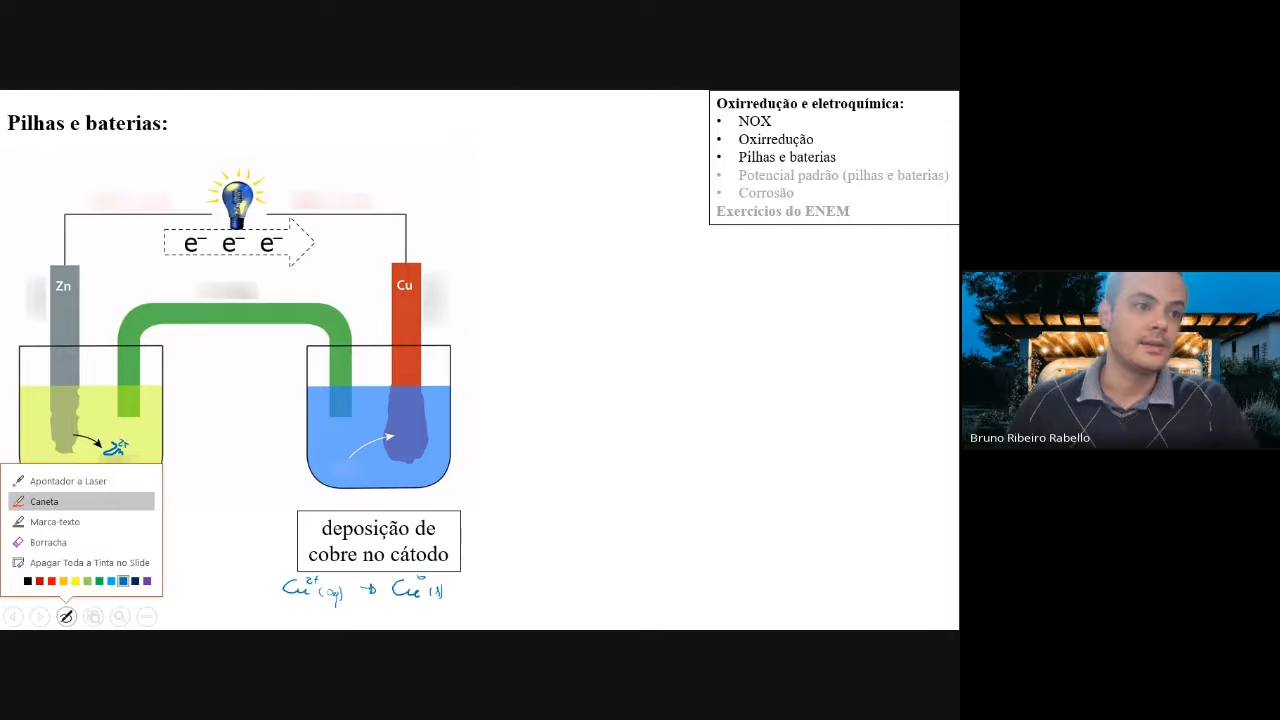 Pilhas e baterias:
Oxirredução e eletroquímica:
• NOX
• Oxirredução
• Pilhas e baterias
• Potencial padrão (pilhas e baterias)
• Corrosão
Exercícios do ENEM
e⁻ e⁻ e⁻
Zn
Cu
Zn²⁺
Bruno Ribeiro Rabello
Apontador a Laser
Caneta
Marca-texto
Borracha
Apagar Toda a Tinta no Slide
deposição de
cobre no cátodo
Cu²⁺(aq) → Cu⁰(s)